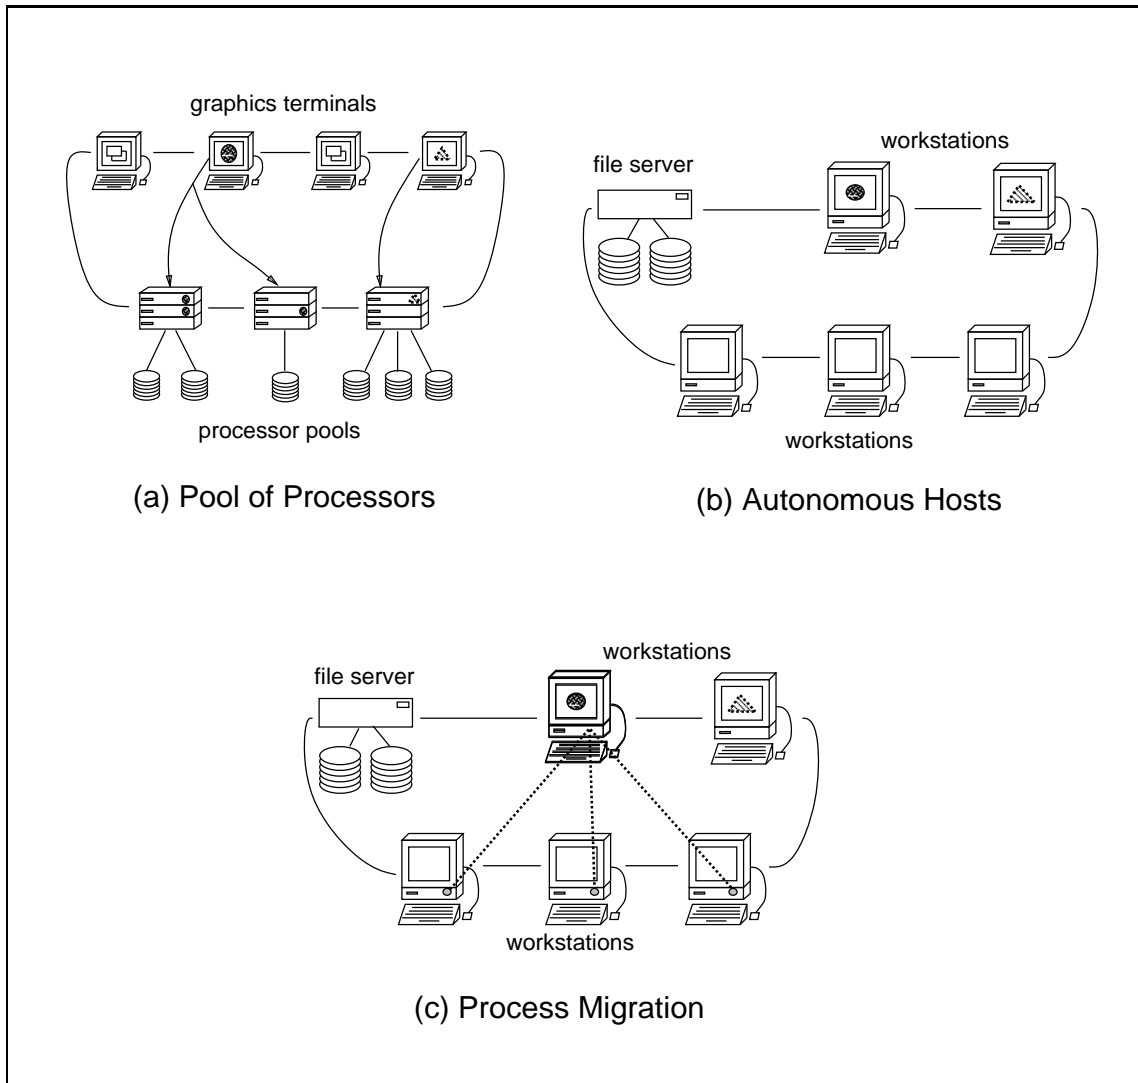 graphics terminals
processor pools
(a) Pool of Processors
workstations
file server
workstations
(b) Autonomous Hosts
workstations
file server
workstations
(c) Process Migration